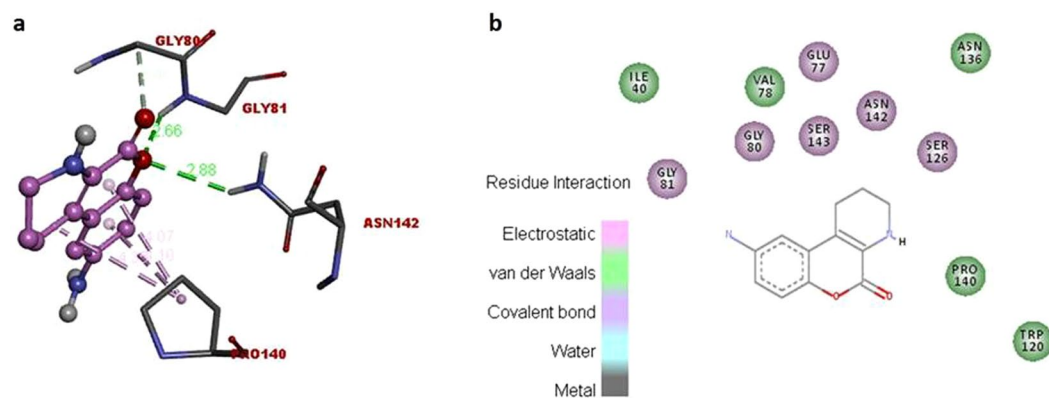 a
GLY80
GLY81
2.66
2.88
ASN142
PRO140
b
ILE
40
VAL
78
GLU
77
ASN
136
ASN
142
GLY
80
SER
143
SER
126
GLY
81
Residue Interaction
Electrostatic
van der Waals
Covalent bond
Water
Metal
N
N
H
O
O
PRO
140
TRP
120